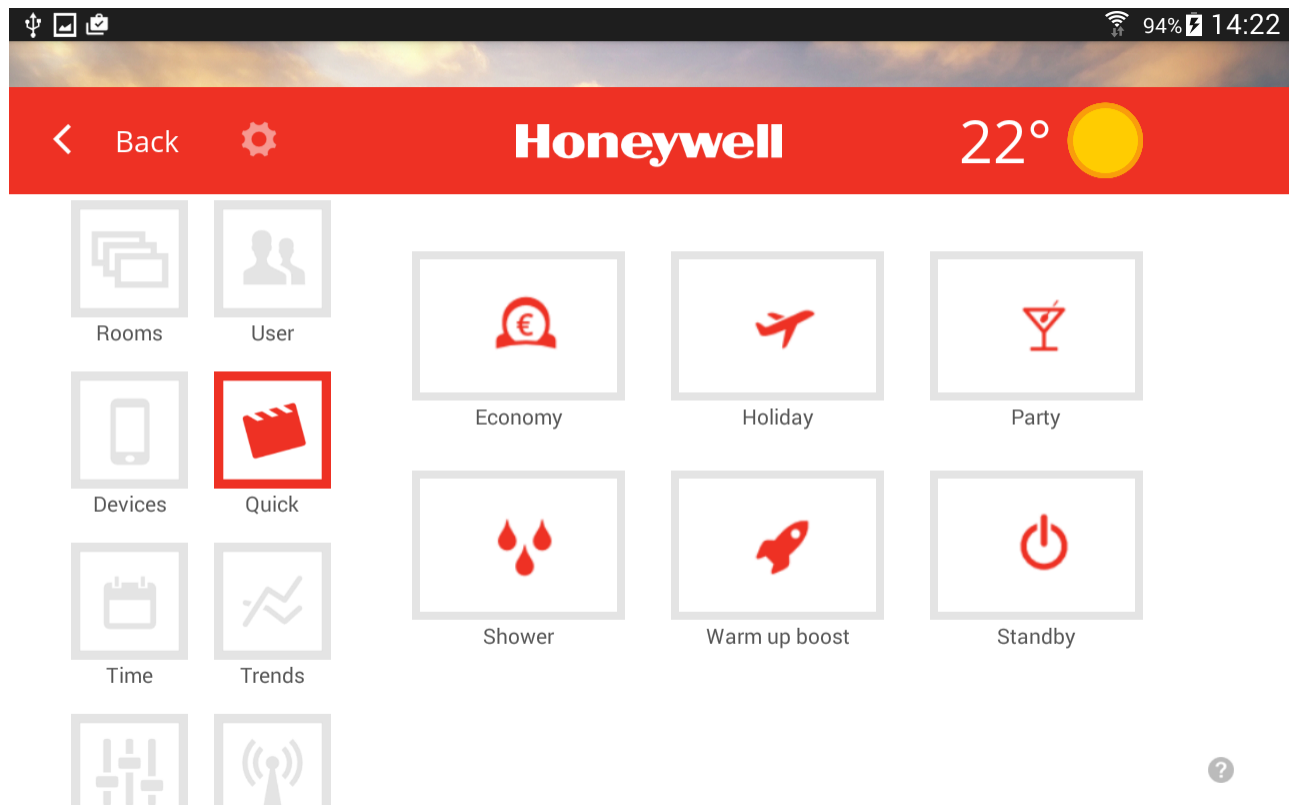 94% 14:22
Back Honeywell 22°
Rooms User
€
Economy Holiday Party
Devices Quick
Shower Warm up boost Standby
Time Trends
?